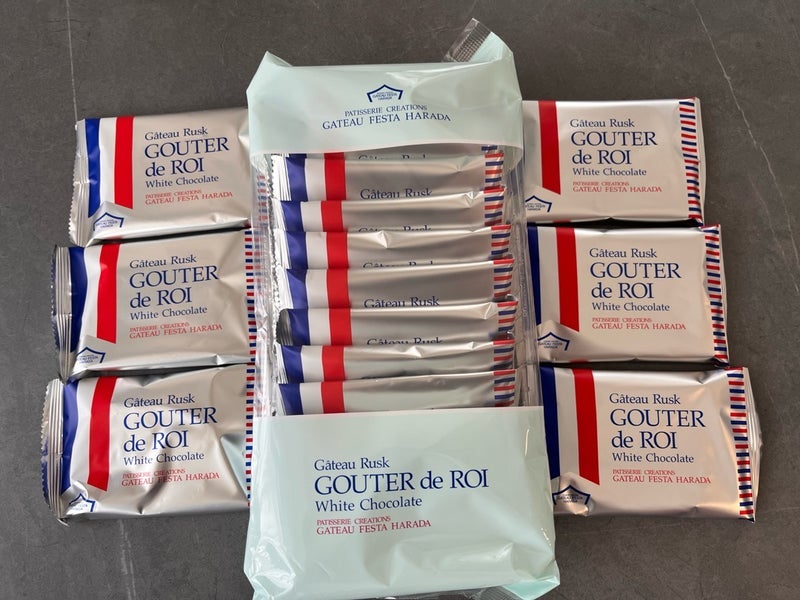 PATISSERIE CREATIONS
GATEAU FESTA HARADA
Gâteau Rusk
GOUTER
de ROI
White Chocolate
PATISSERIE CREATIONS
GATEAU FESTA HARADA
Gâteau Rusk
GOUTER
de ROI
White Chocolate
PATISSERIE CREATIONS
GATEAU FESTA HARADA
Gâteau Rusk
GOUTER
de ROI
White Chocolate
PATISSERIE CREATIONS
GATEAU FESTA HARADA
Gâteau Rusk
Gâteau Rusk
Gâteau Rusk
Gâteau Rusk
GOUTER de ROI
White Chocolate
PATISSERIE CREATIONS
GATEAU FESTA HARADA
Gâteau Rusk
GOUTER
de ROI
White Chocolate
PATISSERIE CREATIONS
GATEAU FESTA HARADA
Gâteau Rusk
GOUTER
de ROI
White Chocolate
PATISSERIE CREATIONS
GATEAU FESTA HARADA
Gâteau Rusk
GOUTER
de ROI
White Chocolate
PATISSERIE CREATIONS
GATEAU FESTA HARADA